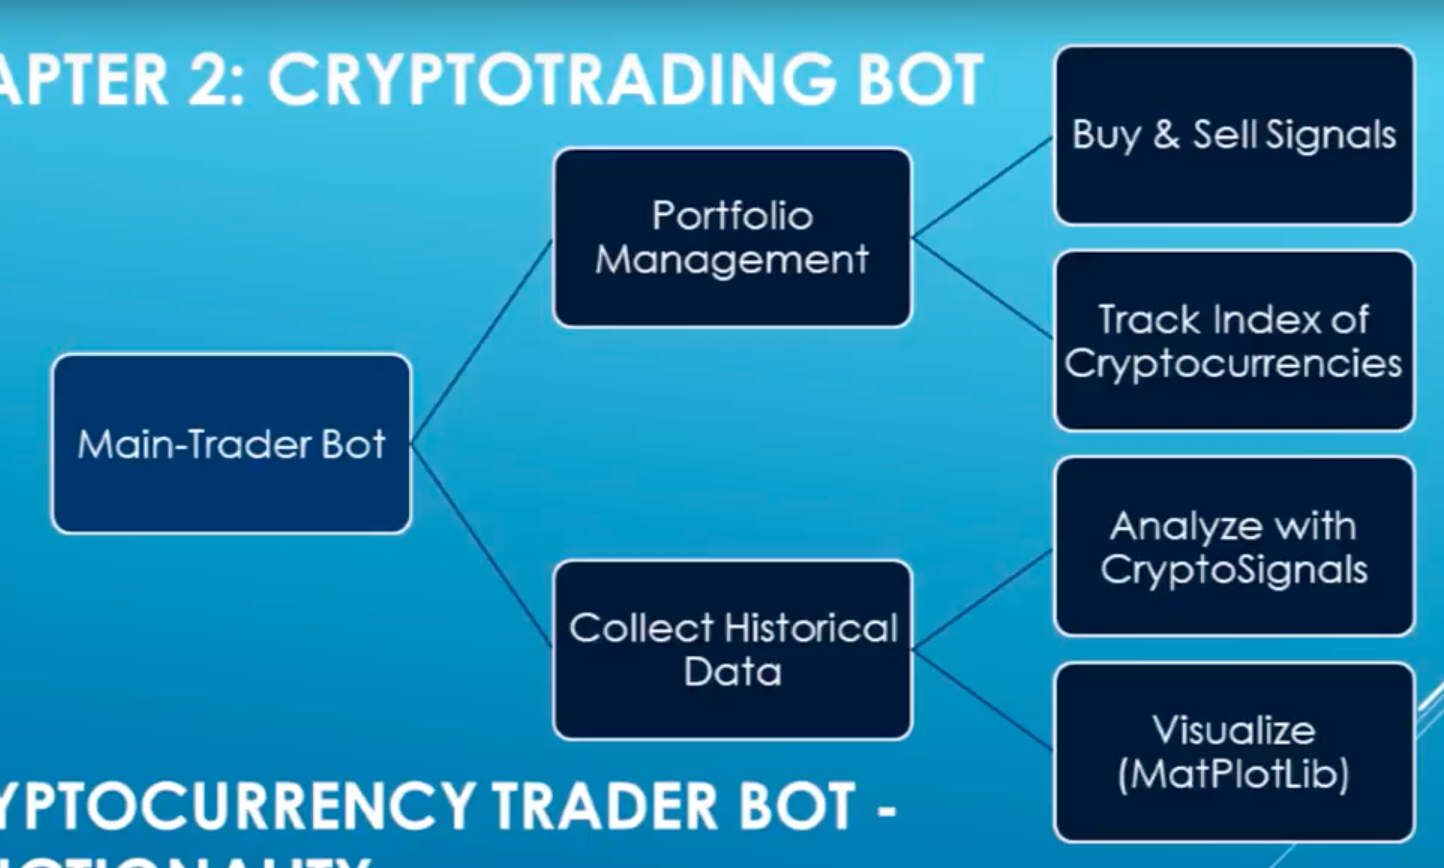 APTER 2: CRYPTOTRADING BOT
Buy & Sell Signals
Portfolio
Management
Track Index of
Cryptocurrencies
Main-Trader Bot
Analyze with
CryptoSignals
Collect Historical
Data
Visualize
(MatPlotLib)
YPTOCURRENCY TRADER BOT -